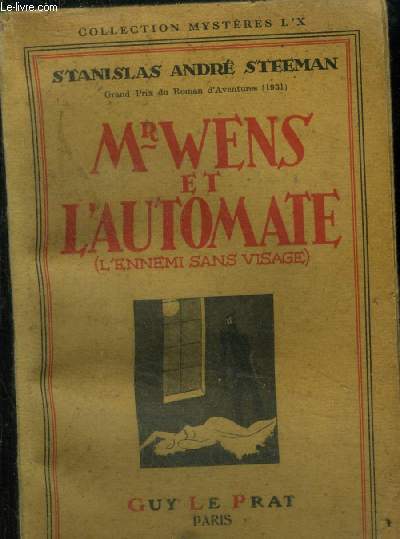 © Le-Livre.com
COLLECTION MYSTÈRES L'X
STANISLAS ANDRÉ STEEMAN
Grand Prix du Roman d'Aventures (1931)
MR WENS
ET
L'AUTOMATE
(L'ENNEMI SANS VISAGE)
GUY LE PRAT
PARIS